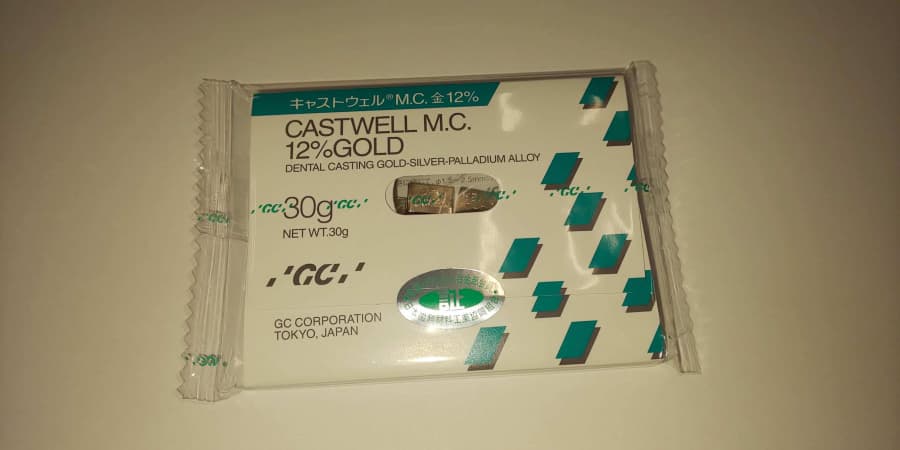 キャストウェル®M.C. 金12%
CASTWELL M.C.
12%GOLD
DENTAL CASTING GOLD-SILVER-PALLADIUM ALLOY
30g
NET WT.30g
GC
GC CORPORATION
TOKYO, JAPAN
証